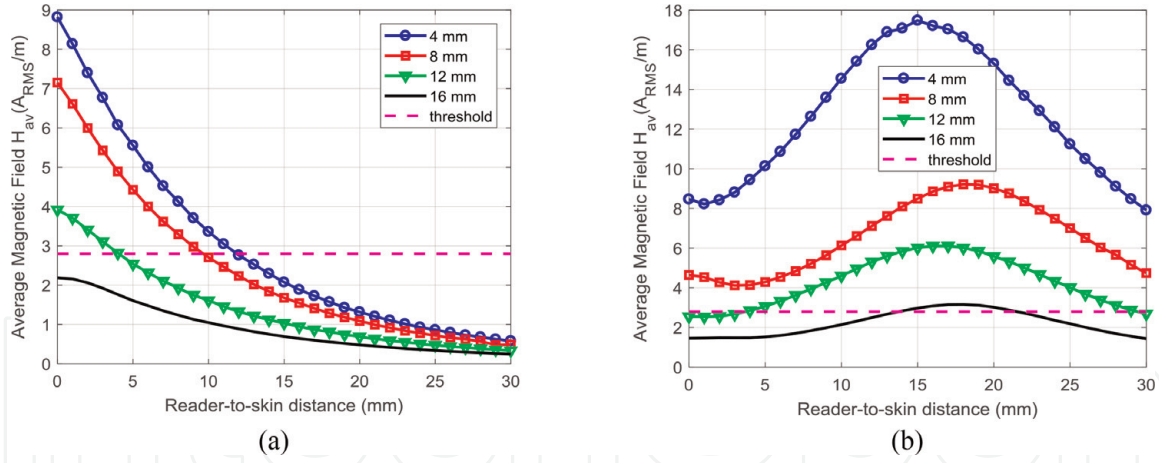 9
8
7
6
5
4
3
2
1
0
0 5 10 15 20 25 30
Average Magnetic Field H_av(A_RMS/m)
Reader-to-skin distance (mm)
4 mm
8 mm
12 mm
16 mm
threshold
(a)
18
16
14
12
10
8
6
4
2
0
0 5 10 15 20 25 30
Average Magnetic Field H_av(A_RMS/m)
Reader-to-skin distance (mm)
4 mm
8 mm
12 mm
16 mm
threshold
(b)